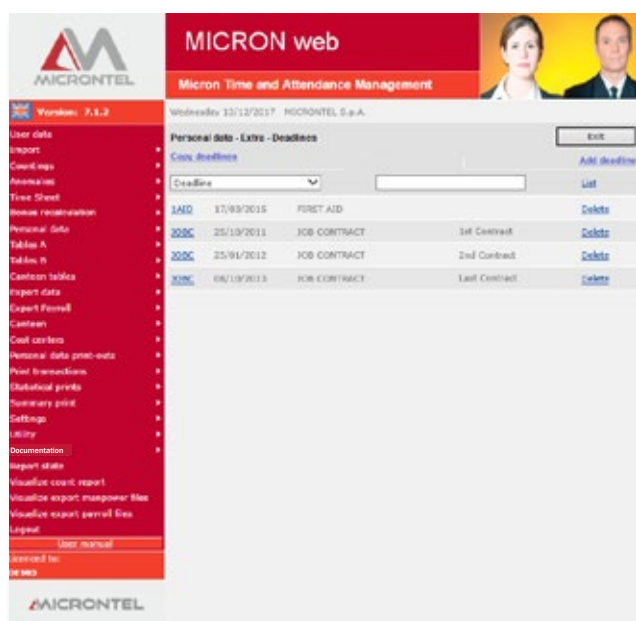 MICRONTEL
MICRON web
Micron Time and Attendance Management
Version: 7.1.2
Wednesday 13/12/2017 MICRONTEL S.p.A.
User data
Import
Countings
Anomalies
Time Sheet
Bonus recalculation
Personal data
Tables A
Tables B
Canteen tables
Export data
Export Payroll
Canteen
Cost centers
Personal data print-outs
Print transactions
Statistical prints
Summary print
Settings
Utility
Documentation
Report state
Visualize count report
Visualize export manpower files
Visualize export payroll files
Logout
User manual
Licenced to:
DEMO
MICRONTEL
Personal data - Extra - Deadlines
Exit
Copy deadlines
Add deadline
Deadline
List
1AID 17/03/2015 FIRST AID Delete
JOBC 25/10/2011 JOB CONTRACT 1st Contract Delete
JOBC 25/01/2012 JOB CONTRACT 2nd Contract Delete
JOBC 08/10/2013 JOB CONTRACT Last Contract Delete